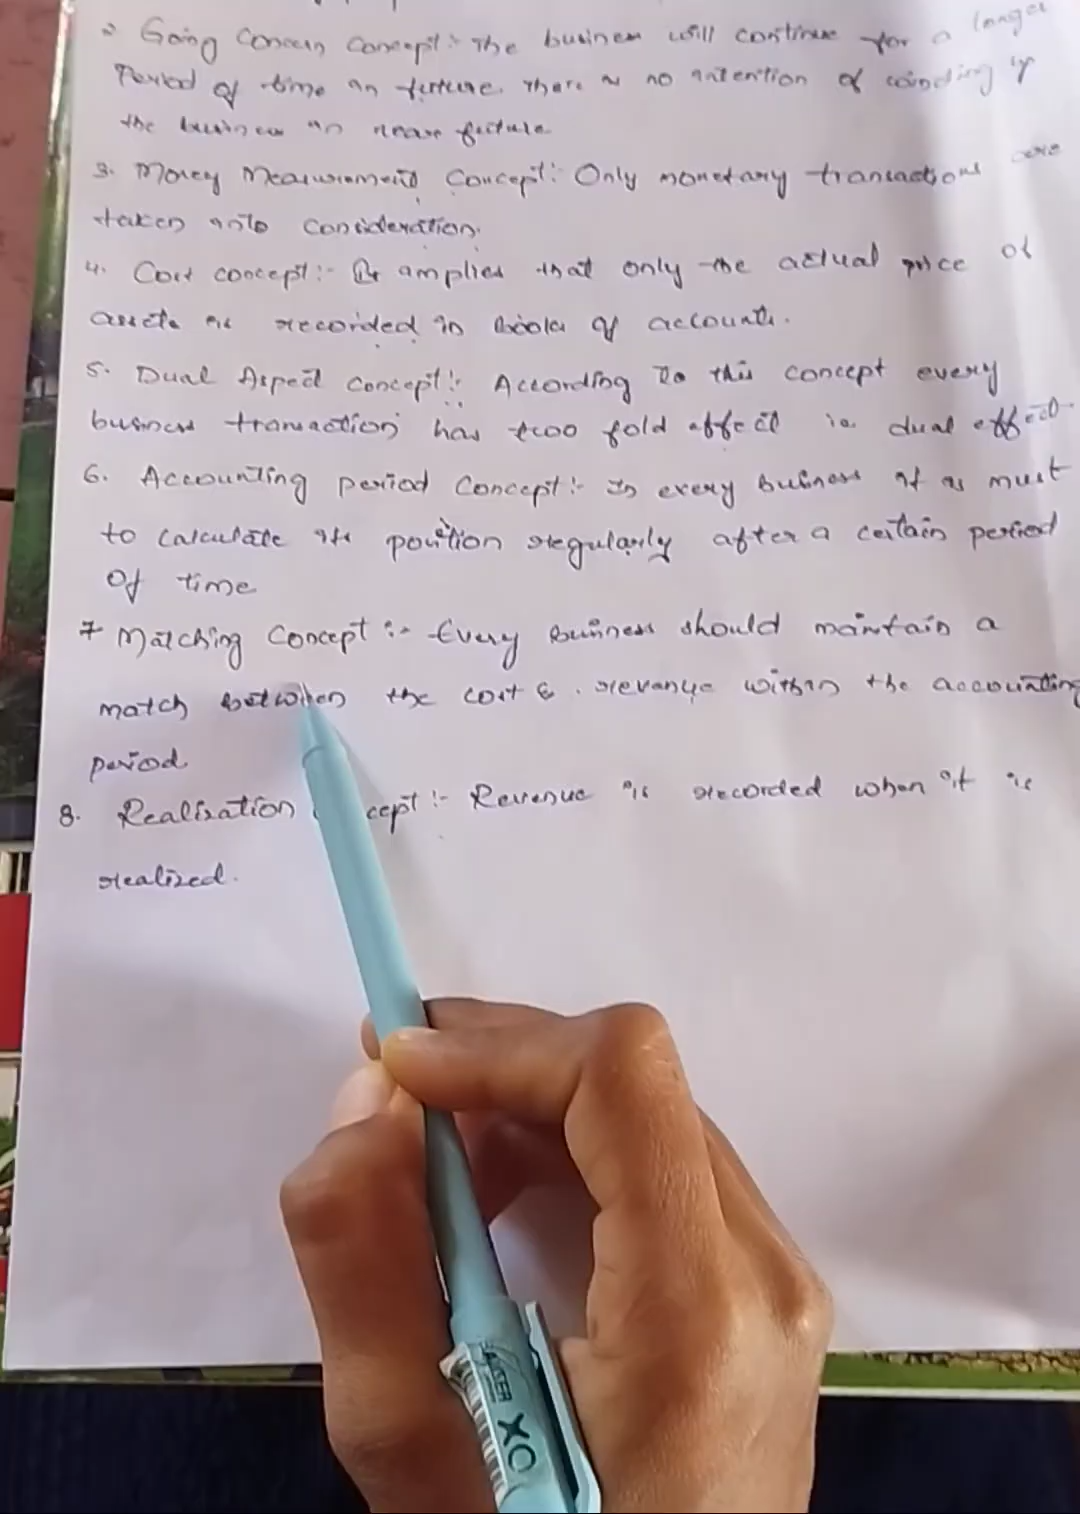 2 Going Concern Concept :- The business will continue for a longer
Period of time in future. There is no intention of winding up
the business in near future
3. Money Measurement Concept :- Only monetary transactions are
taken into consideration.
4. Cost concept :- It implies that only the actual price of
assets is recorded in books of accounts.
5. Dual Aspect Concept :- According to this concept every
business transaction has two fold affect ie dual effect.
6. Accounting period Concept :- In every business it is must
to calculate its position regularly after a certain period
Of time
7 Matching Concept :- Every business should maintain a
match between the cost & revenue within the accounting
period
8. Realisation cept :- Revenue is recorded when it is
realized.
LASER
XO